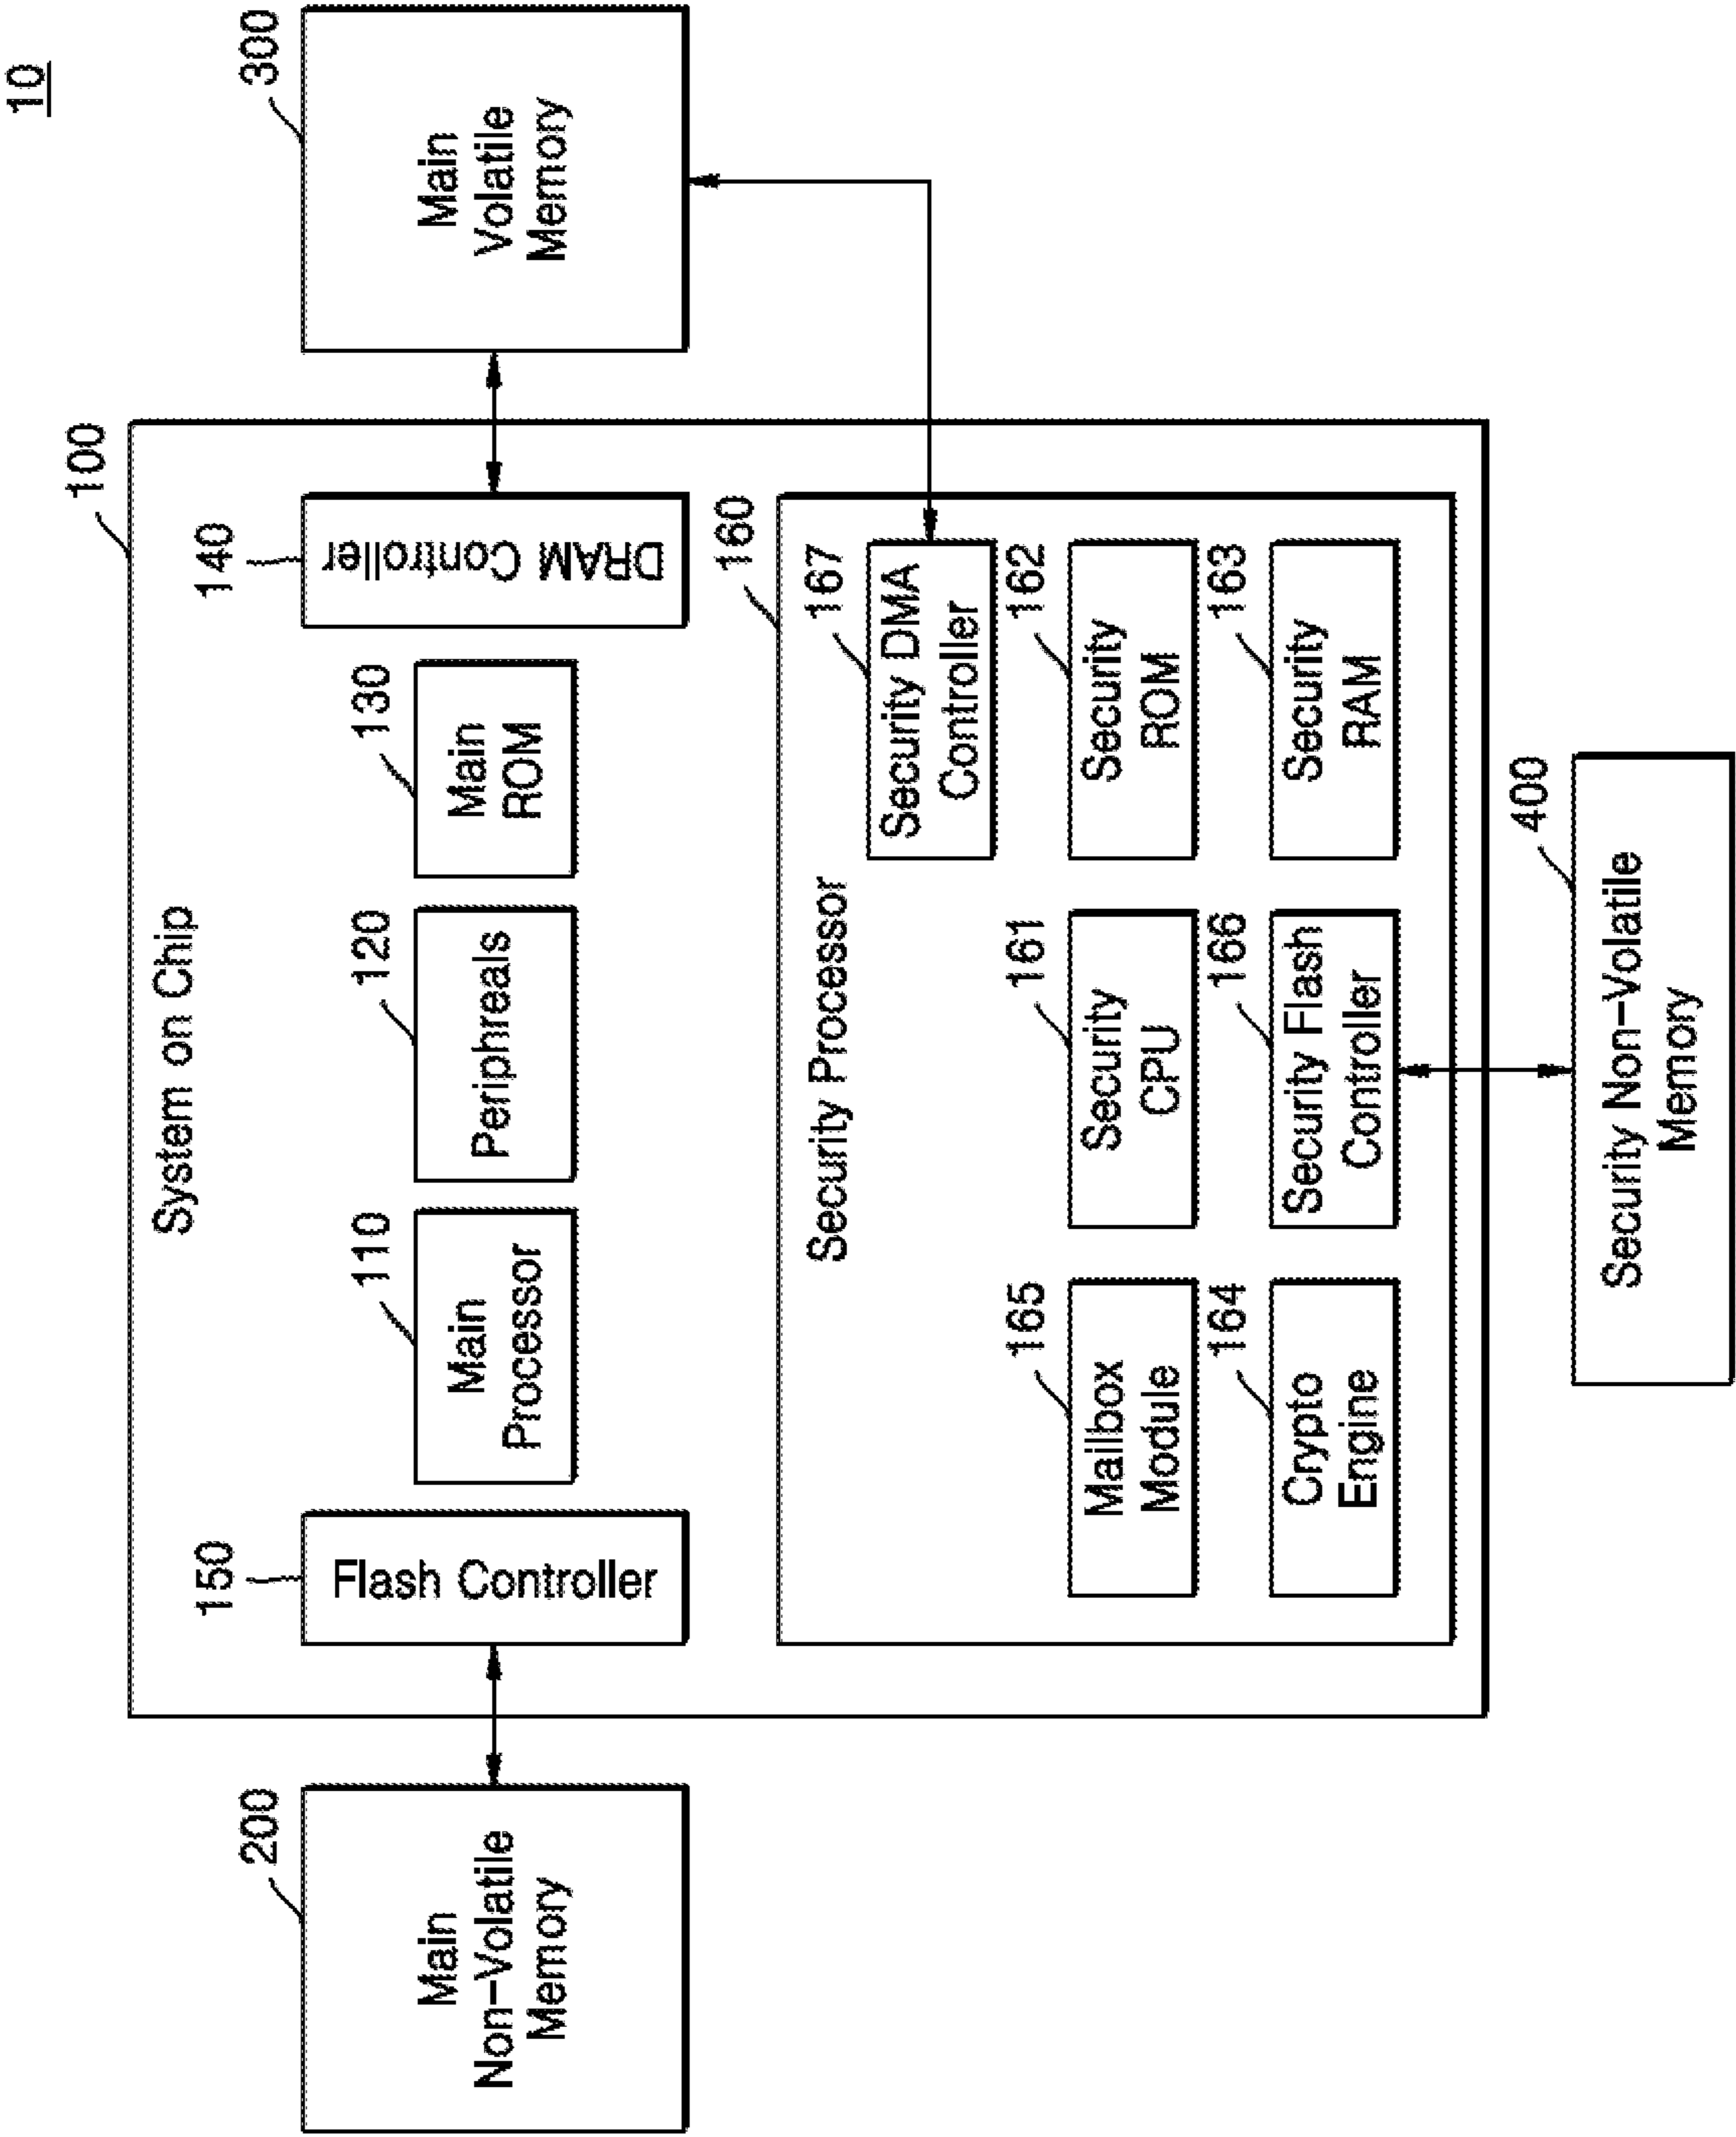 10
System on Chip
100
200
Main
Non-Volatile
Memory
150
Flash Controller
110
Main
Processor
120
Periphreals
130
Main
ROM
140
DRAM Controller
300
Main
Volatile
Memory
Security Processor
160
167
Security DMA
Controller
165
Mailbox
Module
161
Security
CPU
162
Security
ROM
164
Crypto
Engine
166
Security Flash
Controller
163
Security
RAM
400
Security Non-Volatile
Memory